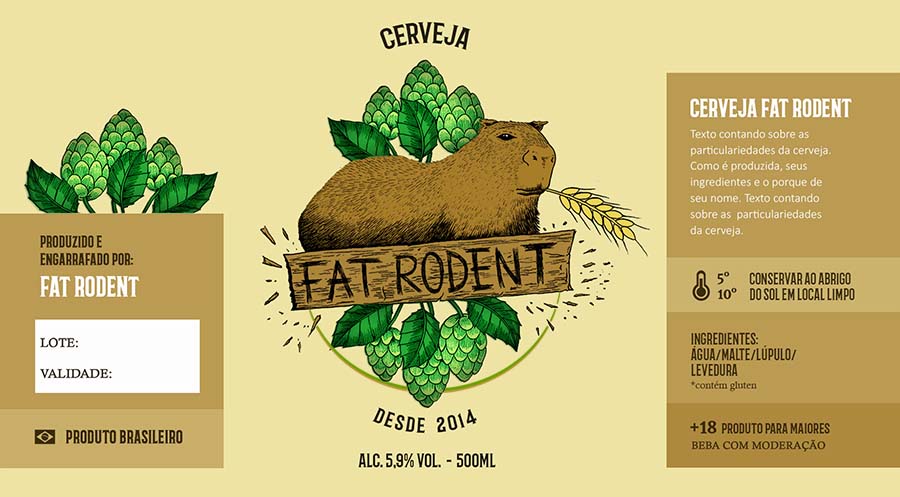 CERVEJA
FAT RODENT
DESDE 2014
ALC. 5,9% VOL. - 500ML
PRODUZIDO E
ENGARRAFADO POR:
FAT RODENT
LOTE:
VALIDADE:
PRODUTO BRASILEIRO
CERVEJA FAT RODENT
Texto contando sobre as
particulariedades da cerveja.
Como é produzida, seus
ingredientes e o porque de
seu nome. Texto contando
sobre as particulariedades
da cerveja.
5º
10º
CONSERVAR AO ABRIGO
DO SOL EM LOCAL LIMPO
INGREDIENTES:
ÁGUA/MALTE/LÚPULO/
LEVEDURA
*contém gluten
+18 PRODUTO PARA MAIORES
BEBA COM MODERAÇÃO